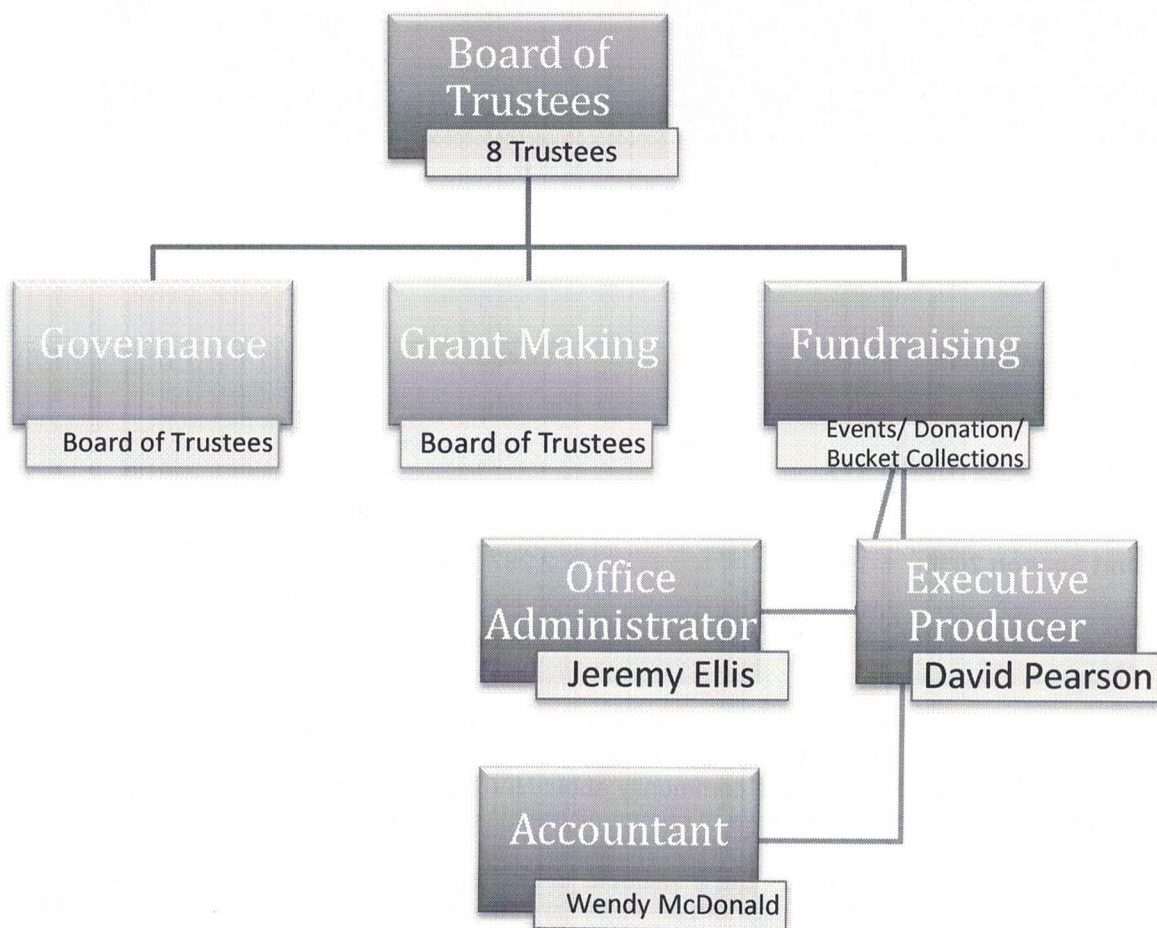 Board of
Trustees
8 Trustees
Governance
Board of Trustees
Grant Making
Board of Trustees
Fundraising
Events/ Donation/
Bucket Collections
Office
Administrator
Jeremy Ellis
Executive
Producer
David Pearson
Accountant
Wendy McDonald